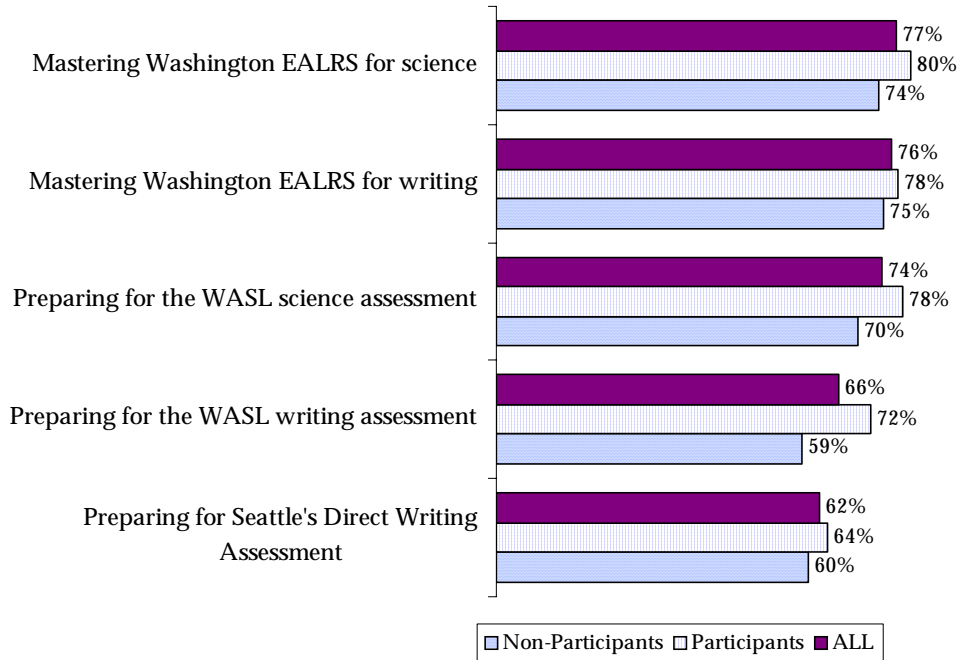 77%
Mastering Washington EALRS for science
80%
74%
76%
Mastering Washington EALRS for writing
78%
75%
74%
Preparing for the WASL science assessment
78%
70%
66%
Preparing for the WASL writing assessment
72%
59%
62%
Preparing for Seattle's Direct Writing
Assessment
64%
60%
Non-Participants Participants ALL